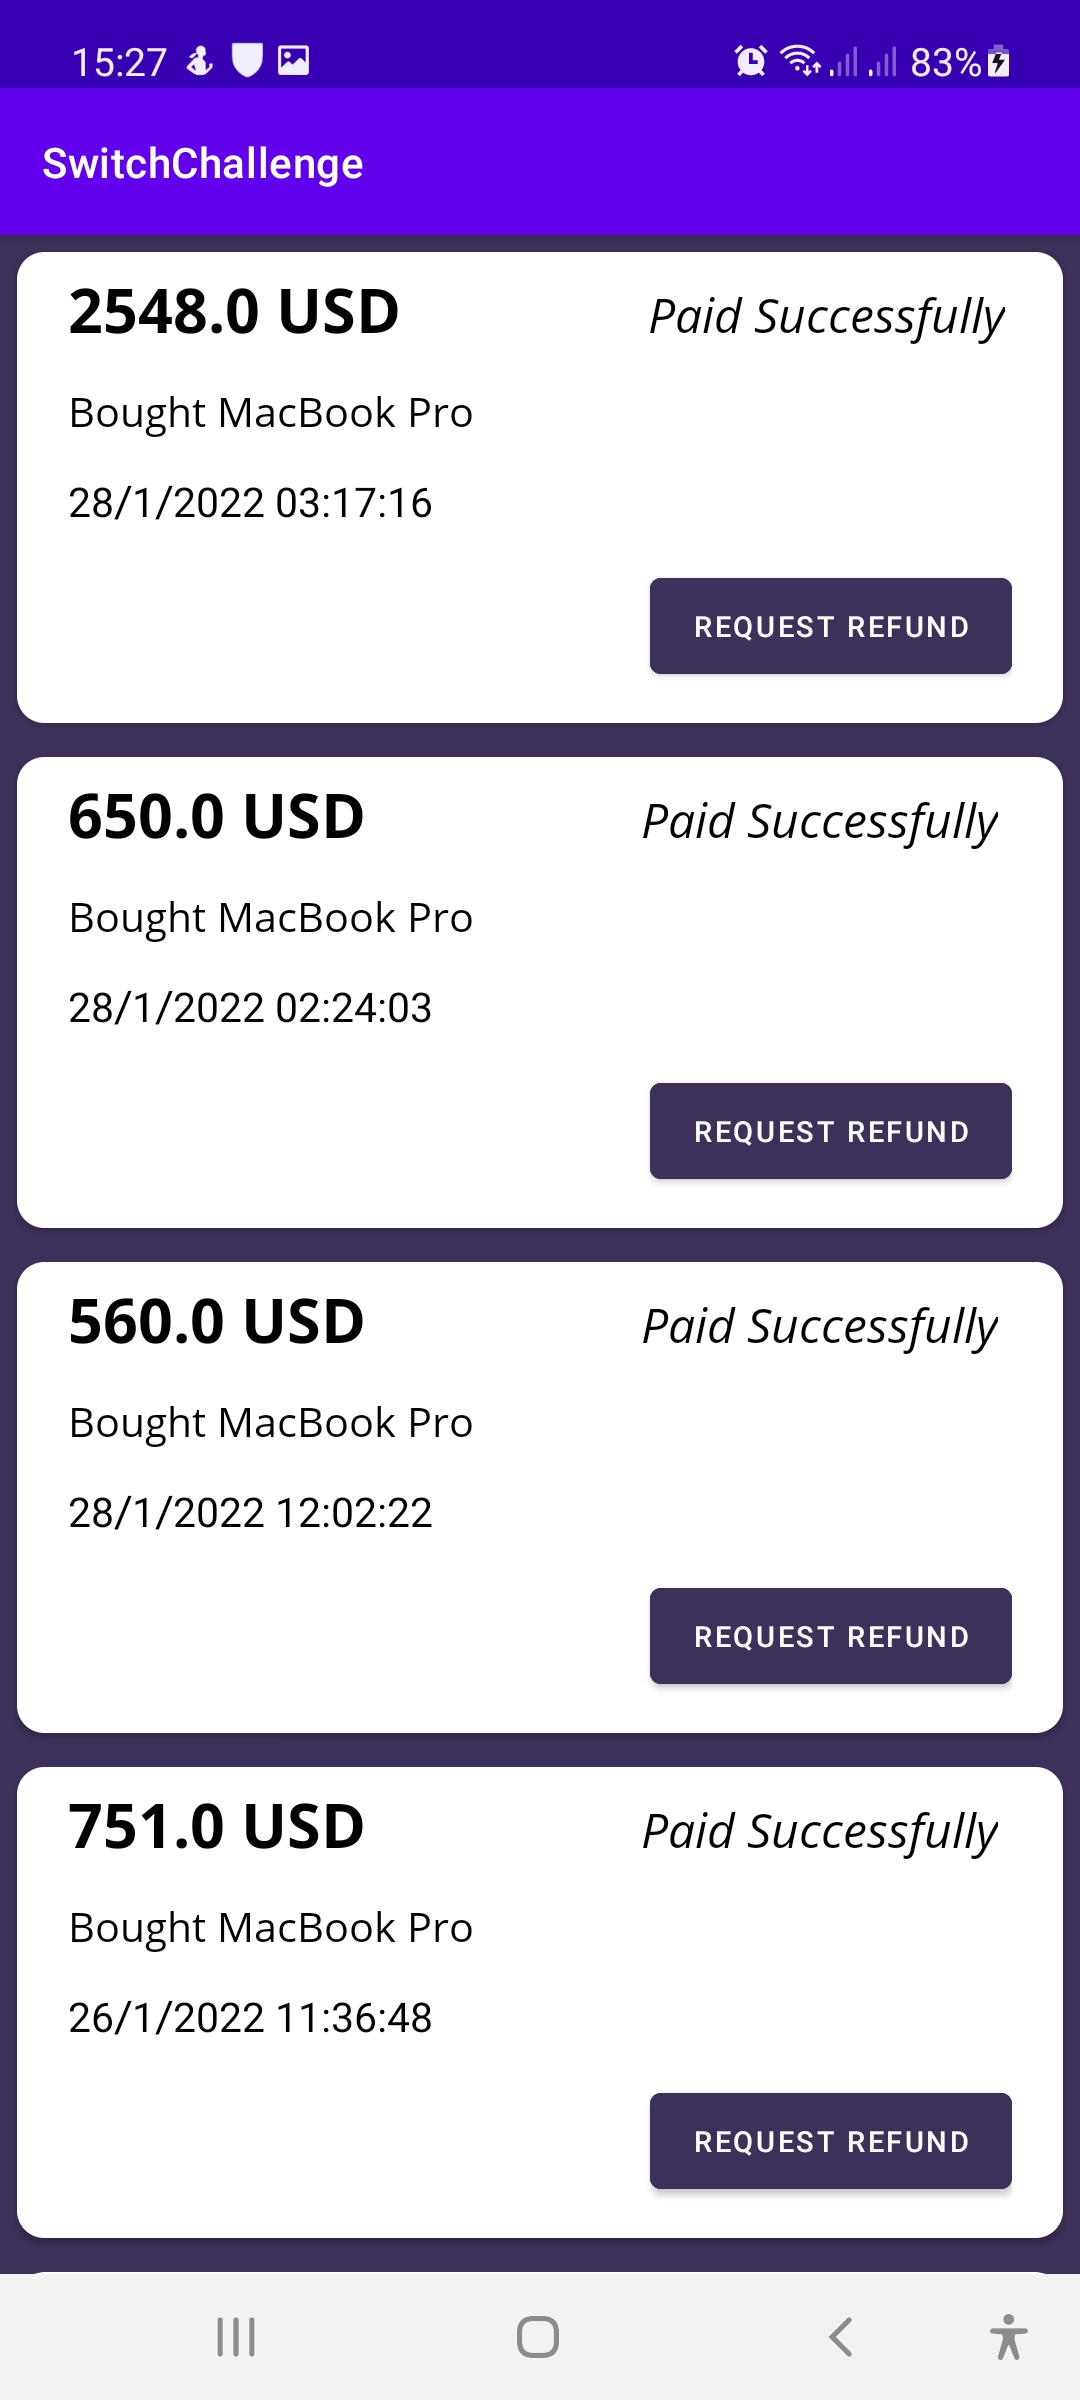 15:27 83%
SwitchChallenge
2548.0 USD Paid Successfully
Bought MacBook Pro
28/1/2022 03:17:16
REQUEST REFUND
650.0 USD Paid Successfully
Bought MacBook Pro
28/1/2022 02:24:03
REQUEST REFUND
560.0 USD Paid Successfully
Bought MacBook Pro
28/1/2022 12:02:22
REQUEST REFUND
751.0 USD Paid Successfully
Bought MacBook Pro
26/1/2022 11:36:48
REQUEST REFUND